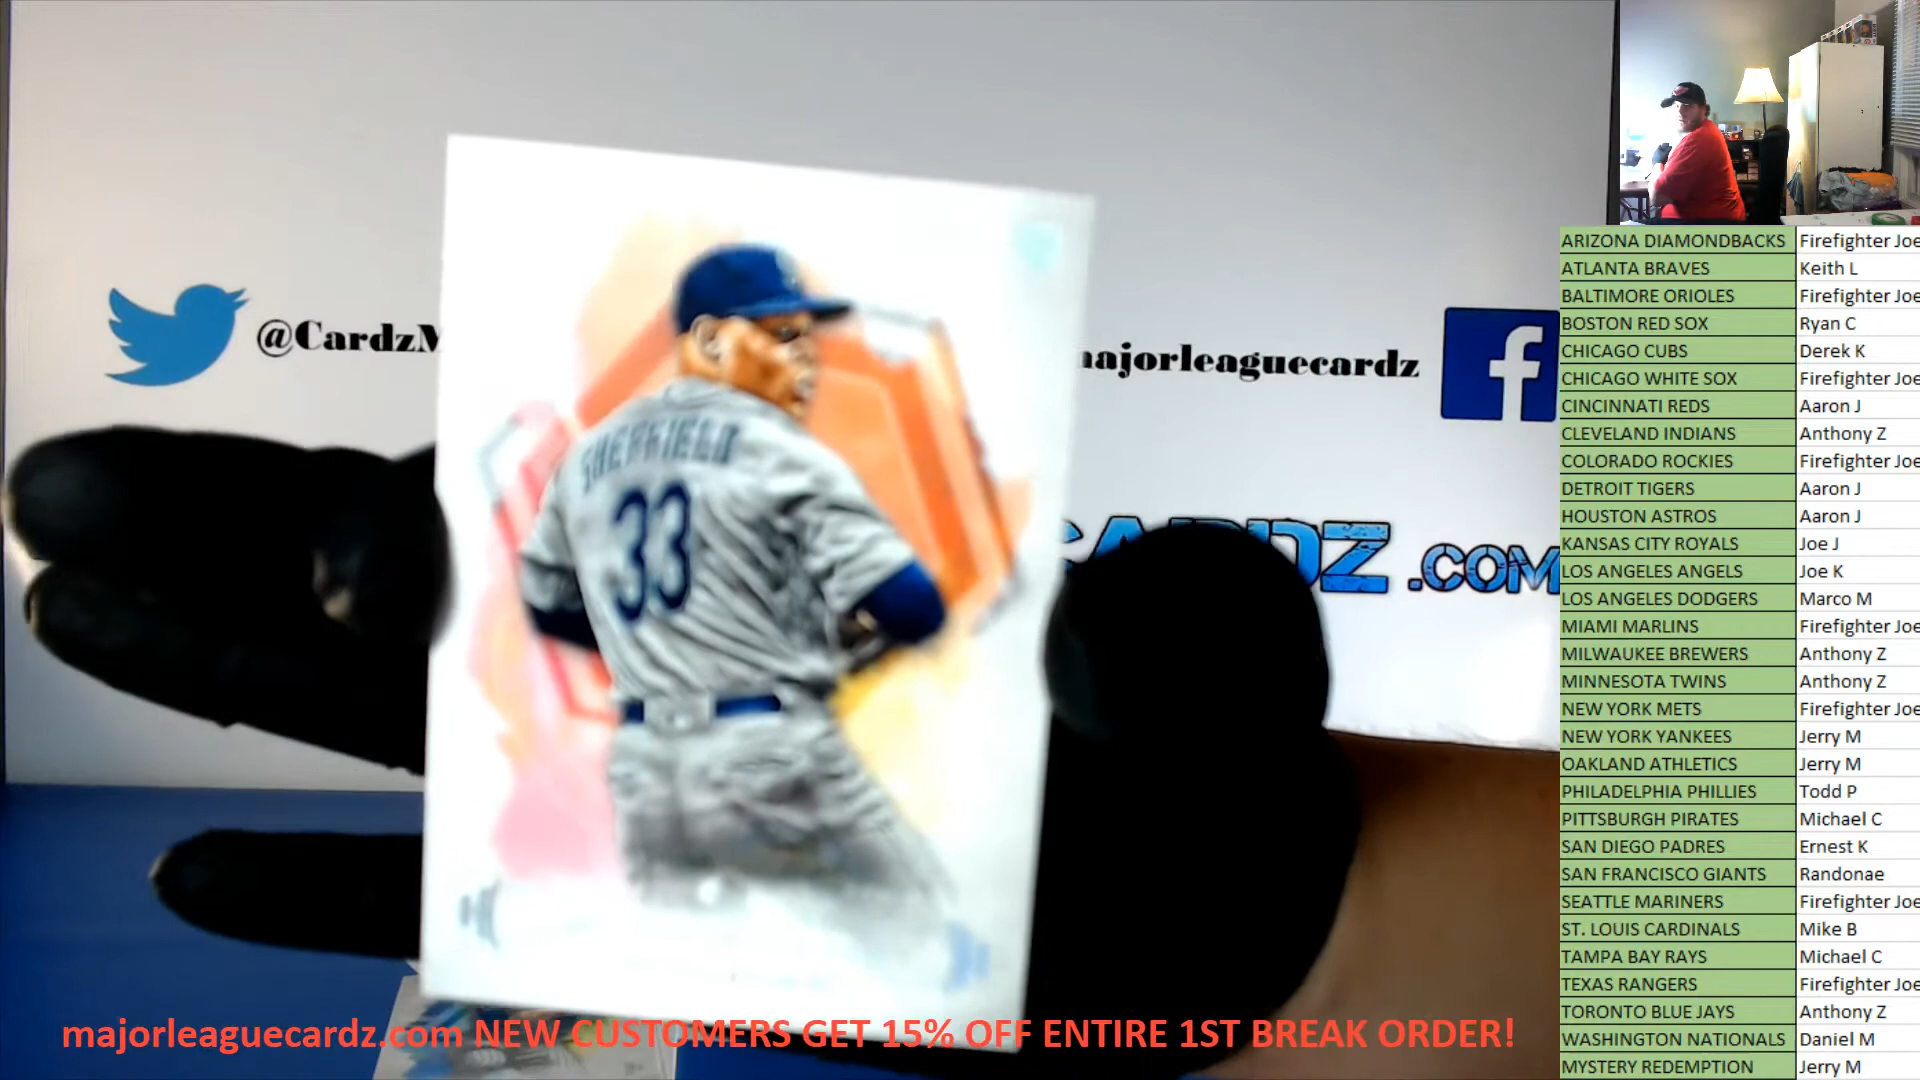 @CardzM
najorleaguecardz
f
SHEFFIELD
33
CARDZ .COM
ARIZONA DIAMONDBACKS Firefighter Joe
ATLANTA BRAVES Keith L
BALTIMORE ORIOLES Firefighter Joe
BOSTON RED SOX Ryan C
CHICAGO CUBS Derek K
CHICAGO WHITE SOX Firefighter Joe
CINCINNATI REDS Aaron J
CLEVELAND INDIANS Anthony Z
COLORADO ROCKIES Firefighter Joe
DETROIT TIGERS Aaron J
HOUSTON ASTROS Aaron J
KANSAS CITY ROYALS Joe J
LOS ANGELES ANGELS Joe K
LOS ANGELES DODGERS Marco M
MIAMI MARLINS Firefighter Joe
MILWAUKEE BREWERS Anthony Z
MINNESOTA TWINS Anthony Z
NEW YORK METS Firefighter Joe
NEW YORK YANKEES Jerry M
OAKLAND ATHLETICS Jerry M
PHILADELPHIA PHILLIES Todd P
PITTSBURGH PIRATES Michael C
SAN DIEGO PADRES Ernest K
SAN FRANCISCO GIANTS Randonae
SEATTLE MARINERS Firefighter Joe
ST. LOUIS CARDINALS Mike B
TAMPA BAY RAYS Michael C
TEXAS RANGERS Firefighter Joe
TORONTO BLUE JAYS Anthony Z
WASHINGTON NATIONALS Daniel M
MYSTERY REDEMPTION Jerry M
majorleaguecardz.com NEW CUSTOMERS GET 15% OFF ENTIRE 1ST BREAK ORDER!